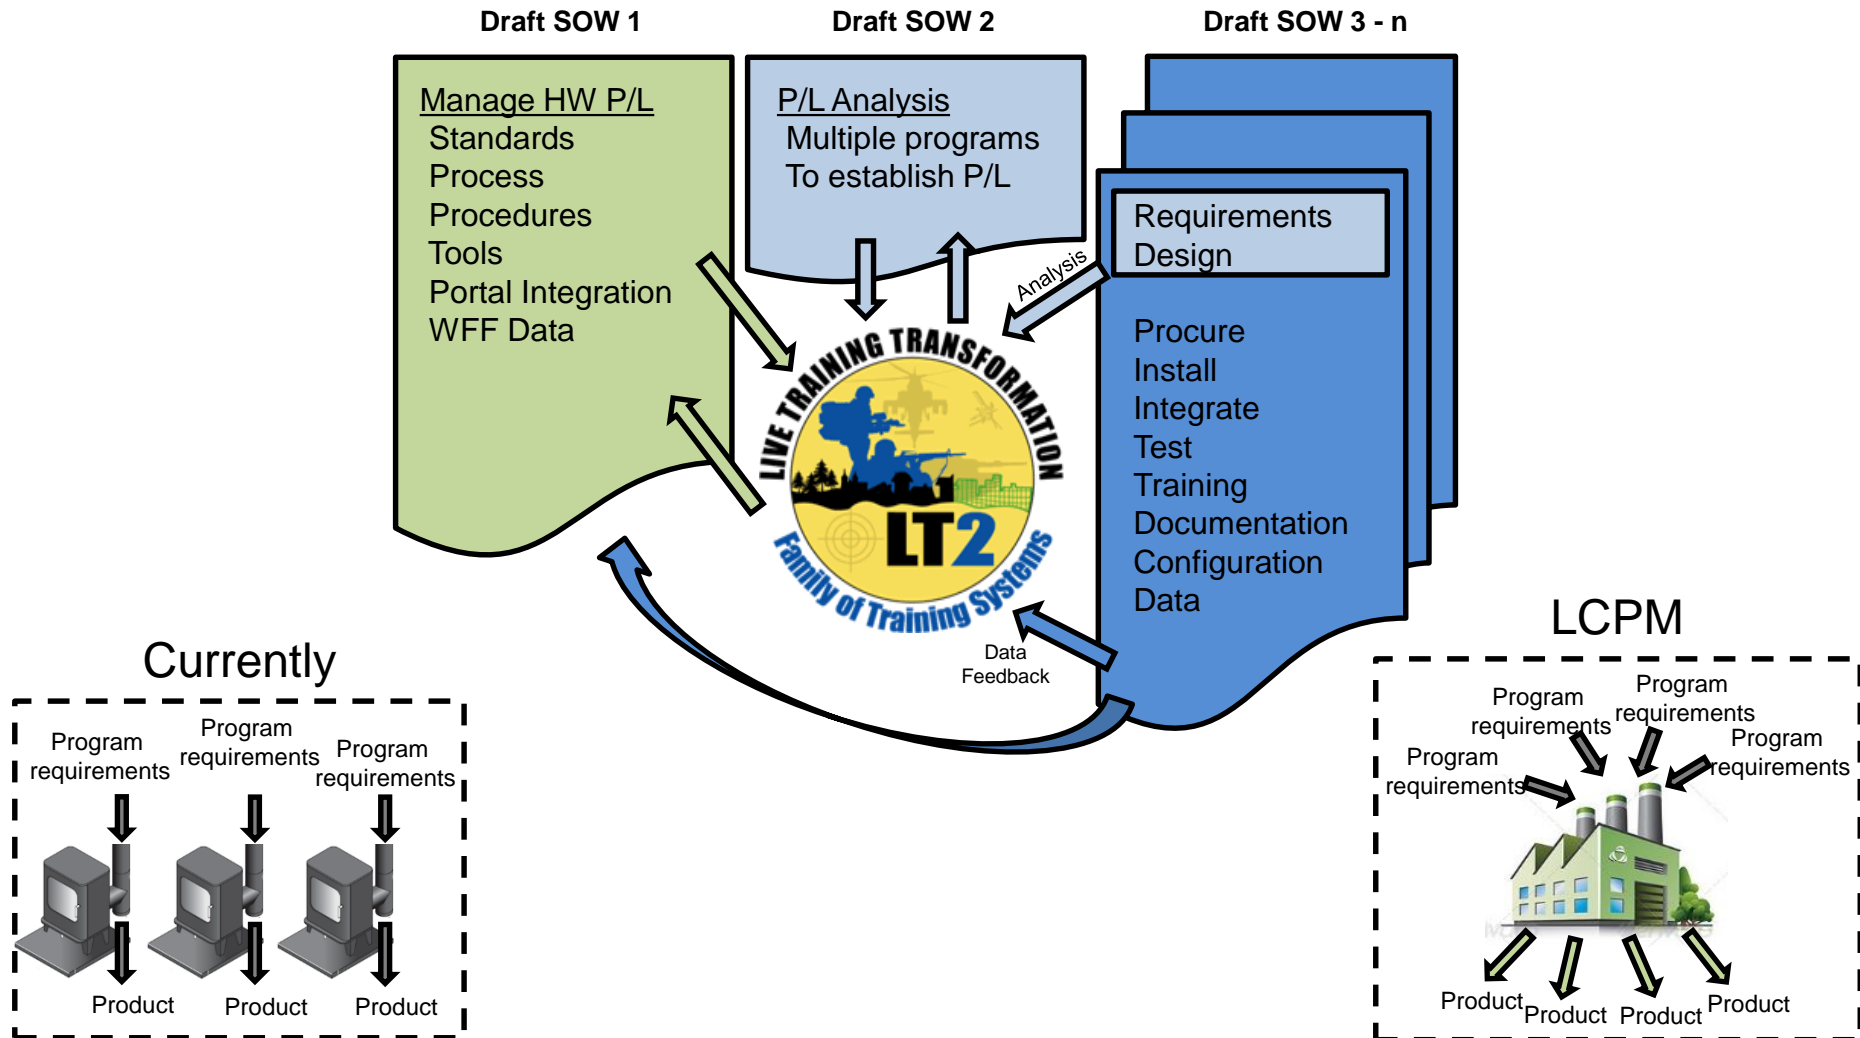 Draft SOW 1
Draft SOW 2
Draft SOW 3 - n
Manage HW P/L
Standards
Process
Procedures
Tools
Portal Integration
WFF Data
P/L Analysis
Multiple programs
To establish P/L
Requirements
Design
Procure
Install
Integrate
Test
Training
Documentation
Configuration
Data
Analysis
LIVE TRAINING TRANSFORMATION
LT2
Family of Training Systems
Data
Feedback
Currently
Program
requirements
Program
requirements
Program
requirements
Product
Product
Product
LCPM
Program
requirements
Program
requirements
Program
requirements
Program
requirements
Product
Product
Product
Product